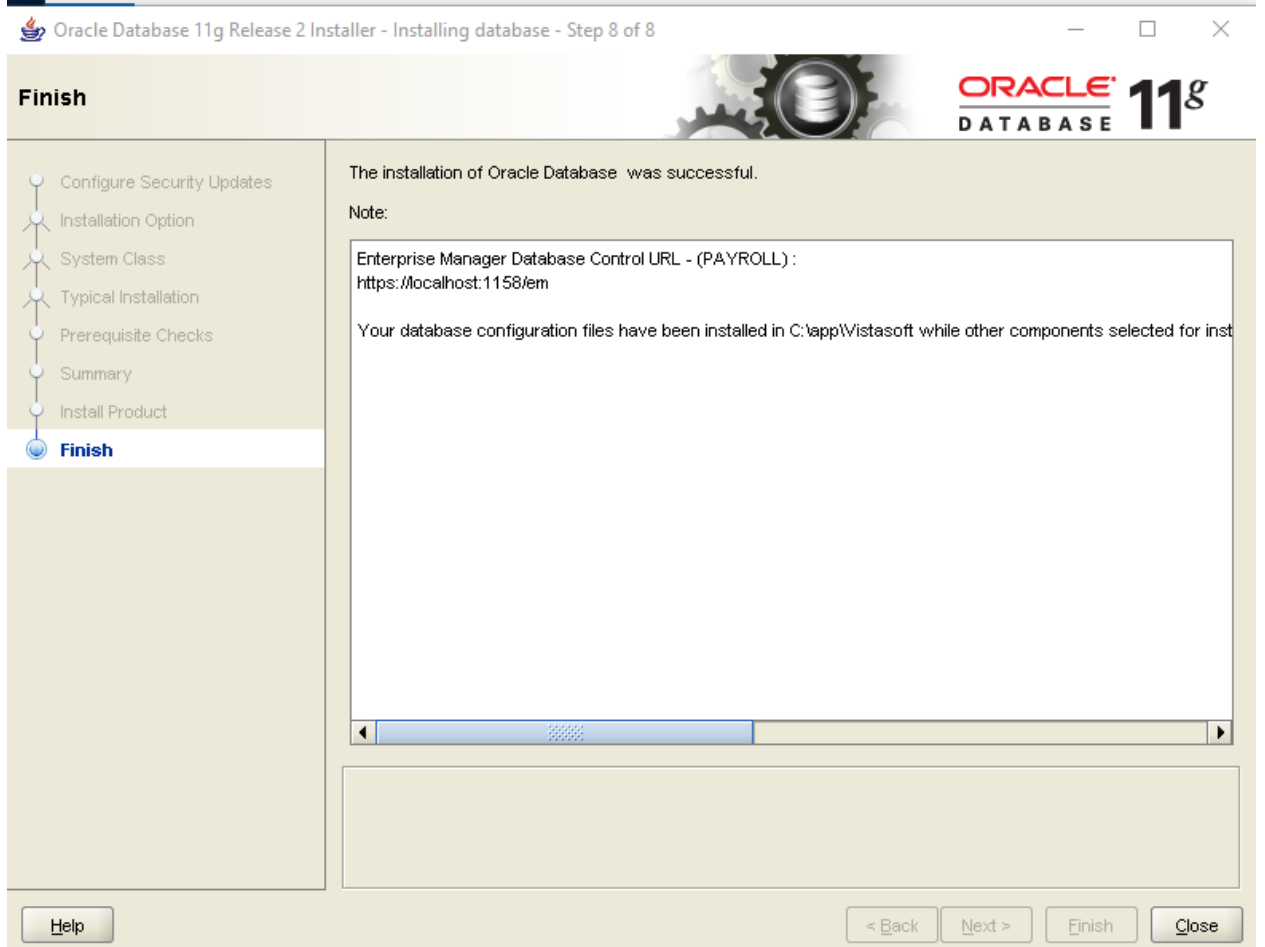 Oracle Database 11g Release 2 Installer - Installing database - Step 8 of 8
Finish
ORACLE DATABASE 11g
Configure Security Updates
Installation Option
System Class
Typical Installation
Prerequisite Checks
Summary
Install Product
Finish
The installation of Oracle Database  was successful.
Note:
Enterprise Manager Database Control URL - (PAYROLL) :
https://localhost:1158/em
Your database configuration files have been installed in C:\app\Vistasoft while other components selected for inst
Help
< Back
Next >
Finish
Close